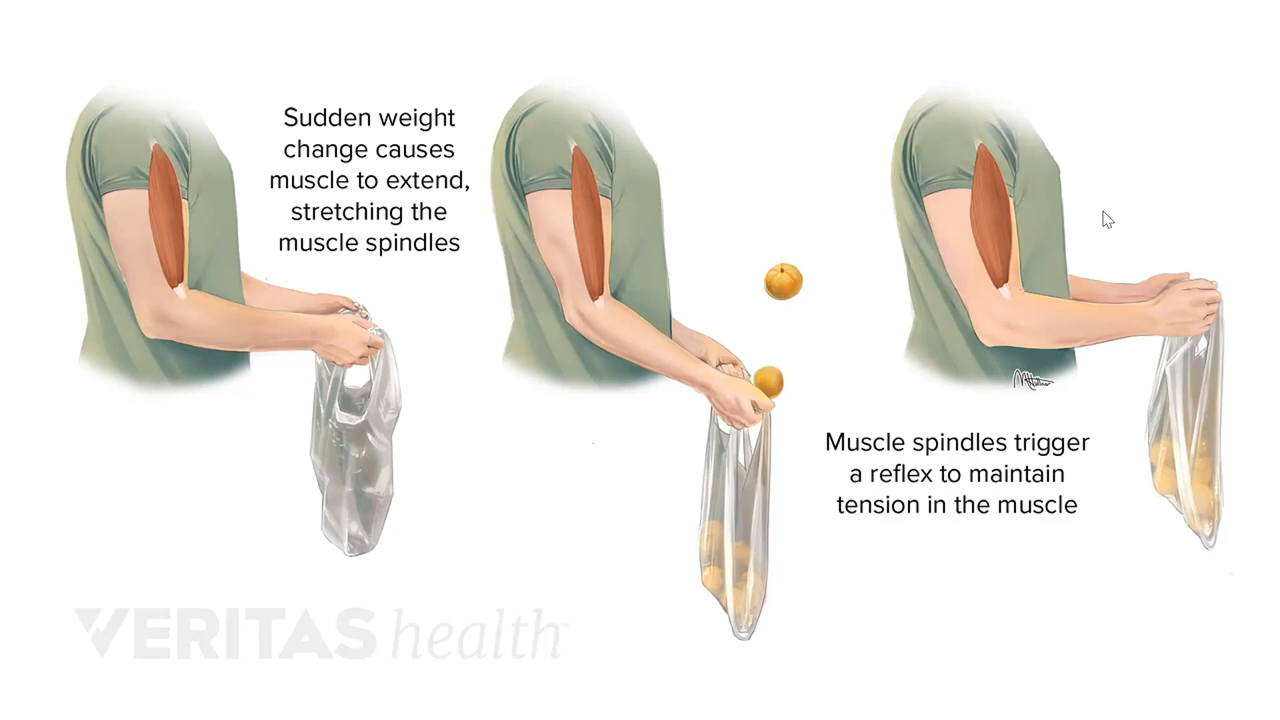 Sudden weight
change causes
muscle to extend,
stretching the
muscle spindles
Muscle spindles trigger
a reflex to maintain
tension in the muscle
VERITAS health